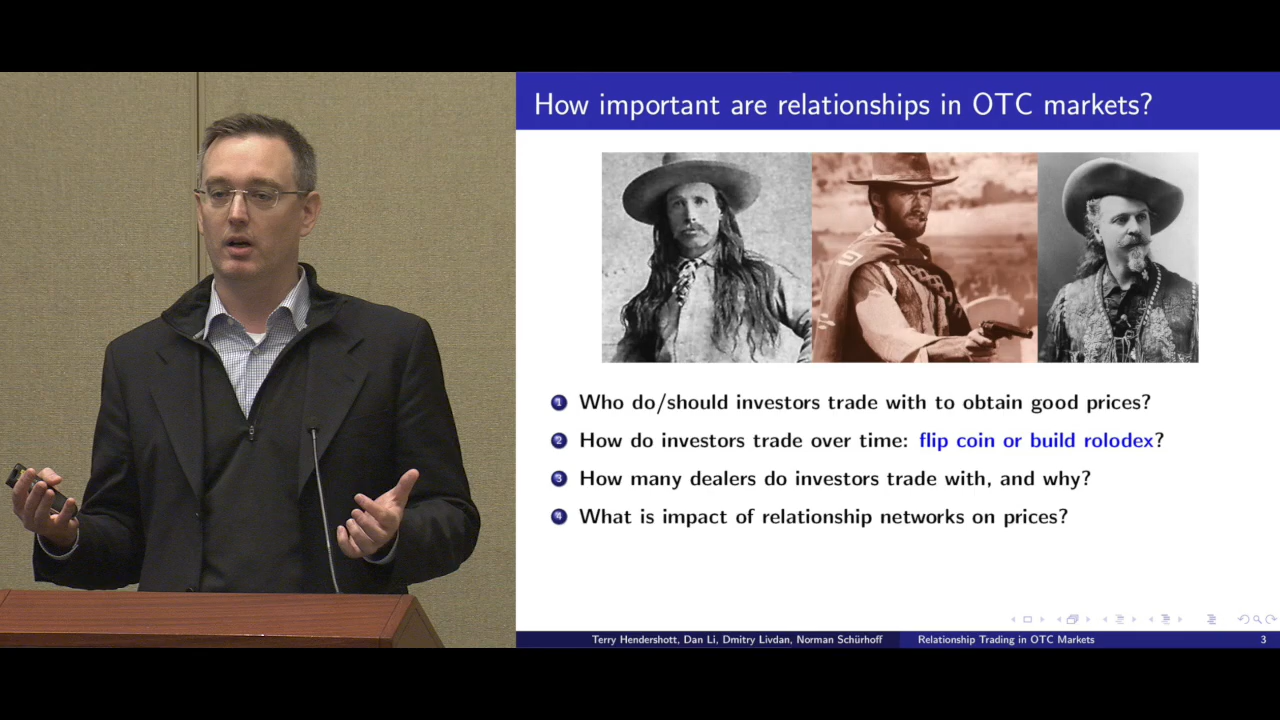 How important are relationships in OTC markets?
1 Who do/should investors trade with to obtain good prices?
2 How do investors trade over time: flip coin or build rolodex?
3 How many dealers do investors trade with, and why?
4 What is impact of relationship networks on prices?
Terry Hendershott, Dan Li, Dmitry Livdan, Norman Schürhoff Relationship Trading in OTC Markets 3